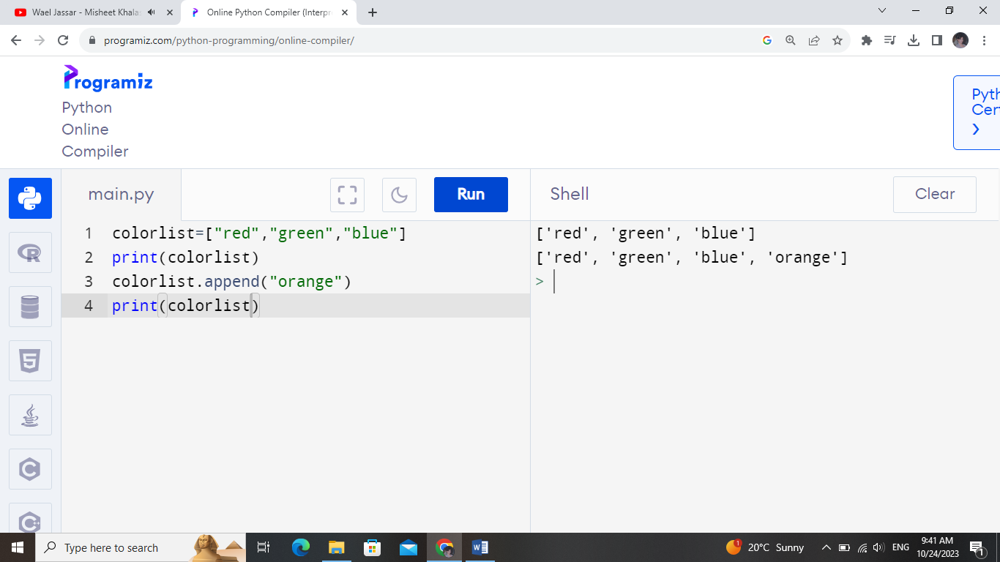 Wael Jassar - Misheet Khala
Online Python Compiler (Interpr
programiz.com/python-programming/online-compiler/
Programiz
Python
Online
Compiler
Pyth
Cer
main.py
Run
Shell
Clear
1 colorlist=["red","green","blue"]
2 print(colorlist)
3 colorlist.append("orange")
4 print(colorlist)
['red', 'green', 'blue']
['red', 'green', 'blue', 'orange']
>
Type here to search
1
20°C Sunny
ENG
9:41 AM
10/24/2023
1